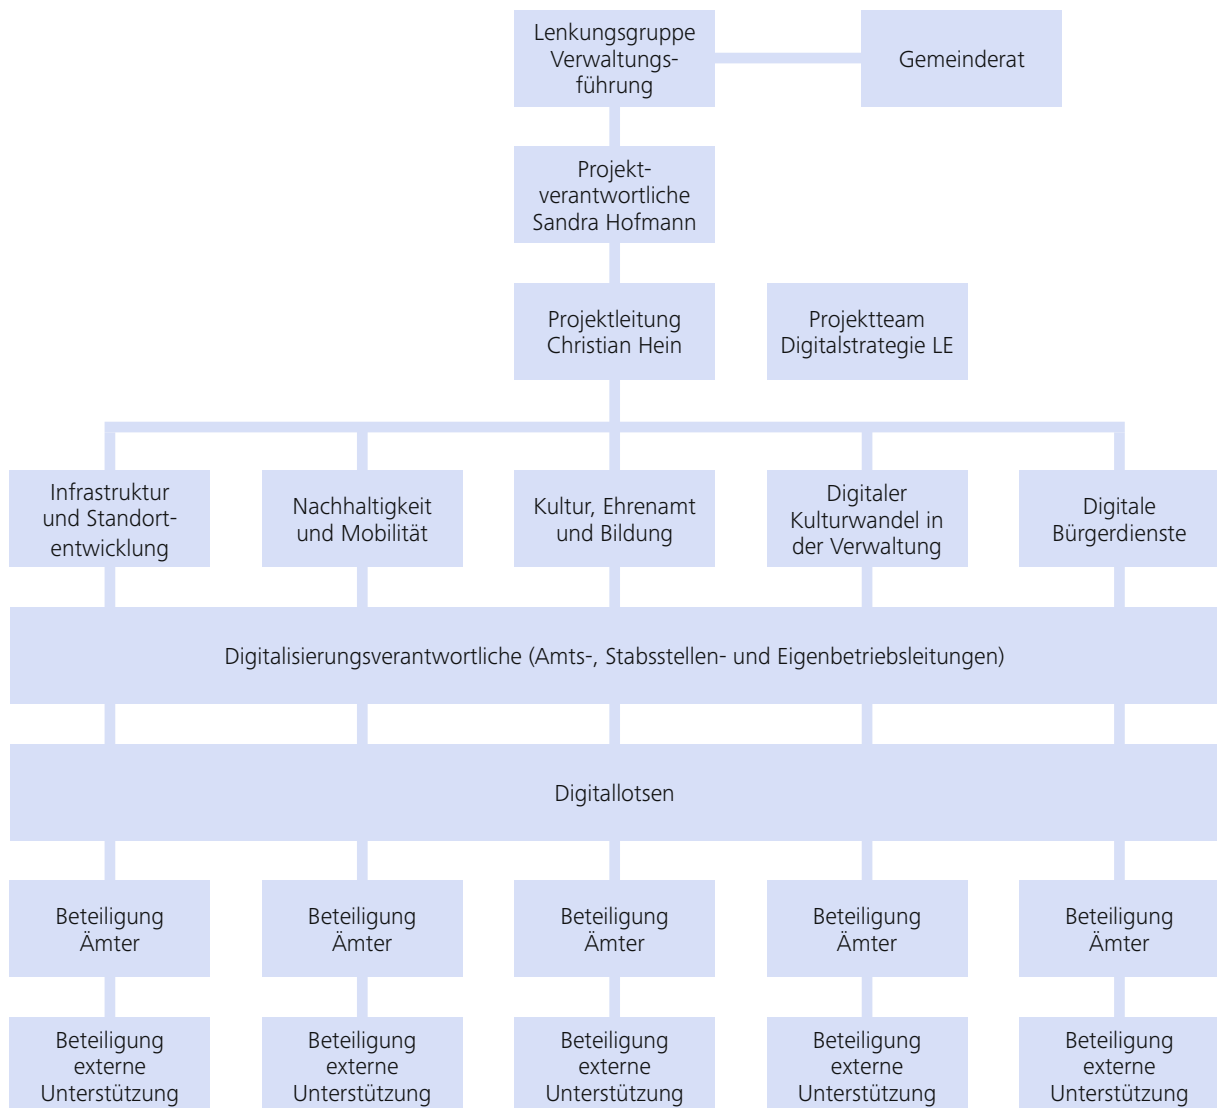 Lenkungsgruppe
Verwaltungs-
führung
Gemeinderat
Projekt-
verantwortliche
Sandra Hofmann
Projektleitung
Christian Hein
Projektteam
Digitalstrategie LE
Infrastruktur
und Standort-
entwicklung
Nachhaltigkeit
und Mobilität
Kultur, Ehrenamt
und Bildung
Digitaler
Kulturwandel in
der Verwaltung
Digitale
Bürgerdienste
Digitalisierungsverantwortliche (Amts-, Stabsstellen- und Eigenbetriebsleitungen)
Digitallotsen
Beteiligung
Ämter
Beteiligung
Ämter
Beteiligung
Ämter
Beteiligung
Ämter
Beteiligung
Ämter
Beteiligung
externe
Unterstützung
Beteiligung
externe
Unterstützung
Beteiligung
externe
Unterstützung
Beteiligung
externe
Unterstützung
Beteiligung
externe
Unterstützung